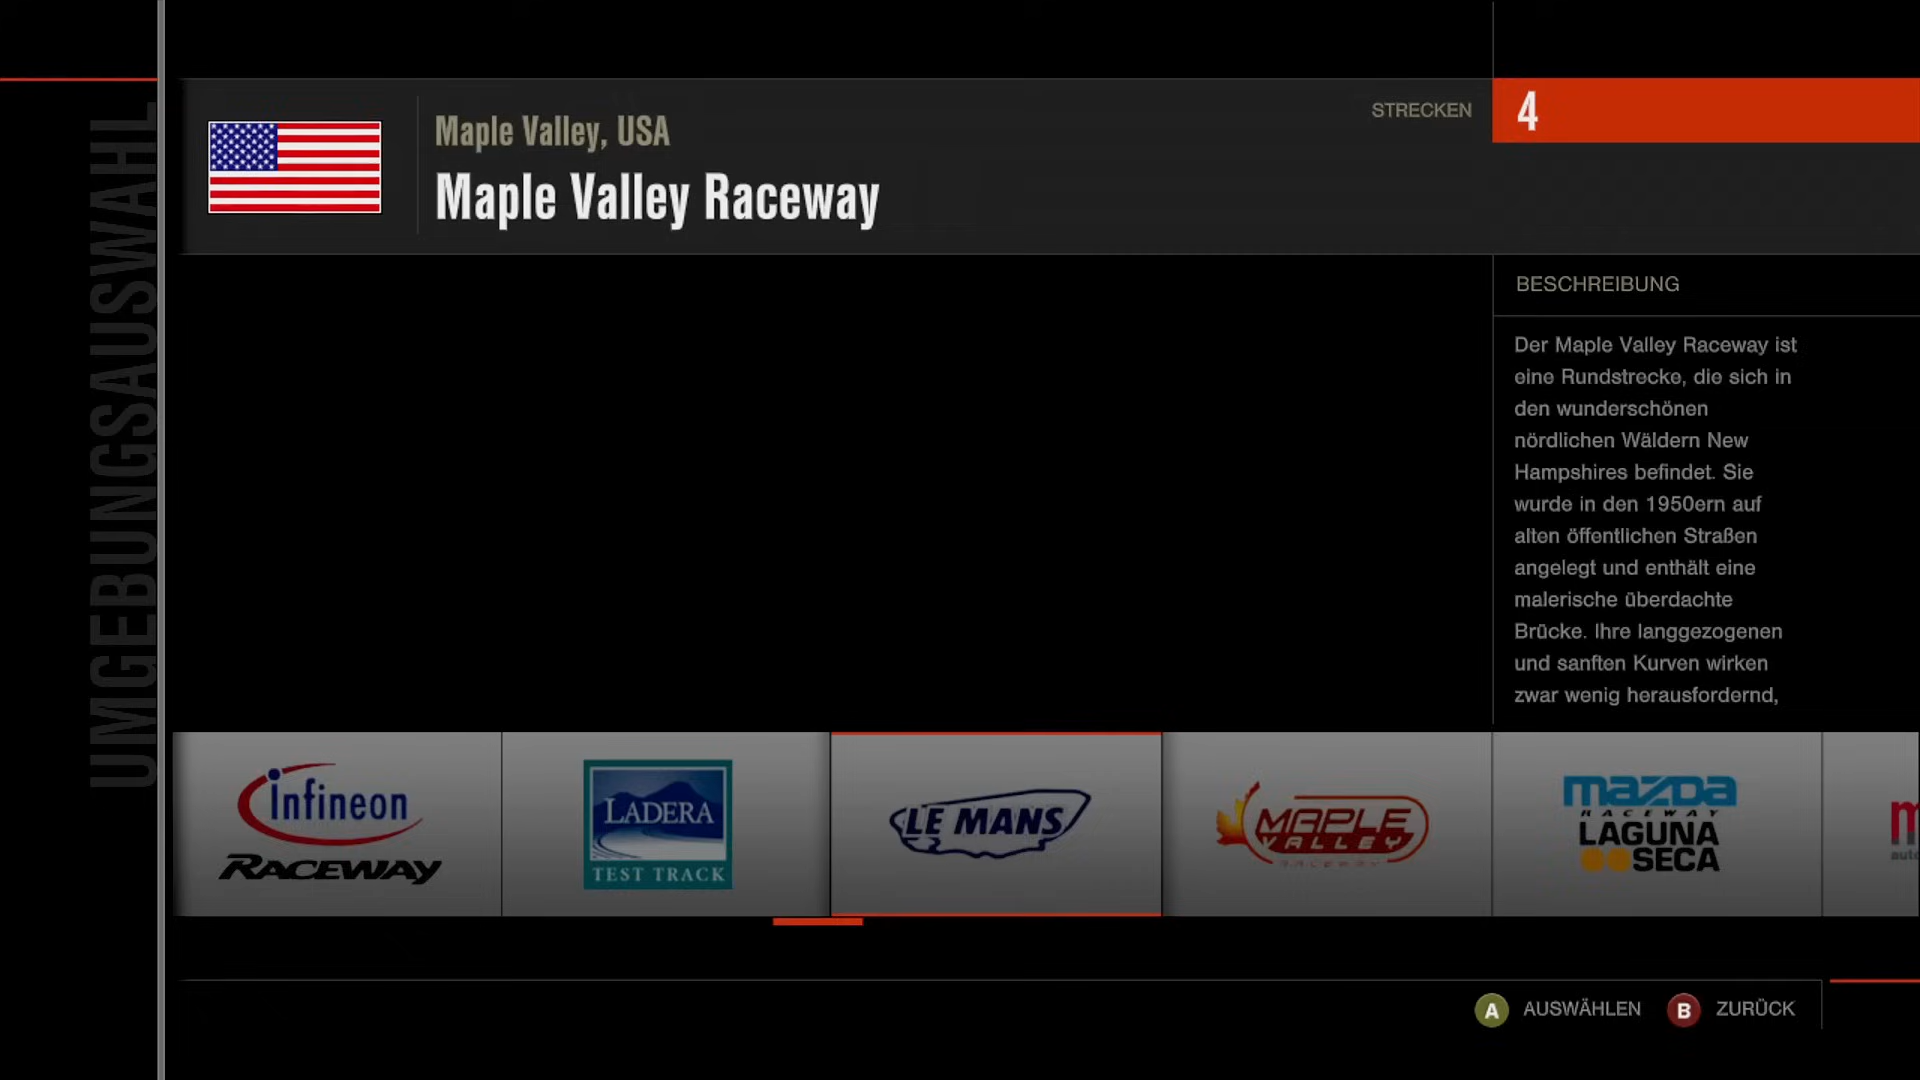 UMGEBUNGSAUSWAHL
Maple Valley, USA
Maple Valley Raceway
STRECKEN
4
BESCHREIBUNG
Der Maple Valley Raceway ist
eine Rundstrecke, die sich in
den wunderschönen
nördlichen Wäldern New
Hampshires befindet. Sie
wurde in den 1950ern auf
alten öffentlichen Straßen
angelegt und enthält eine
malerische überdachte
Brücke. Ihre langgezogenen
und sanften Kurven wirken
zwar wenig herausfordernd,
Infineon
RACEWAY
LADERA
TEST TRACK
LE MANS
MAPLE
VALLEY
RACEWAY
mazda
RACEWAY
LAGUNA
SECA
A AUSWÄHLEN
B ZURÜCK